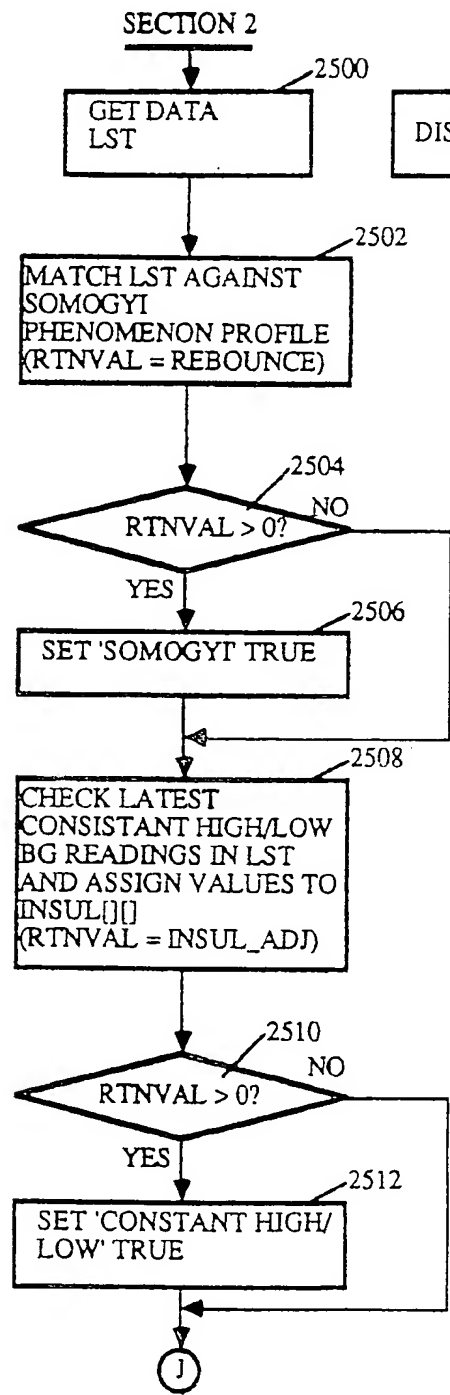 SECTION 2
2500
GET DATA
LST
DIS
2502
MATCH LST AGAINST
SOMOGYI
PHENOMENON PROFILE
(RTNVAL = REBOUNCE)
2504
NO
RTNVAL > 0?
YES
2506
SET 'SOMOGYI' TRUE
2508
CHECK LATEST
CONSISTANT HIGH/LOW
BG READINGS IN LST
AND ASSIGN VALUES TO
INSUL[][]
(RTNVAL = INSUL_ADJ)
2510
NO
RTNVAL > 0?
YES
2512
SET 'CONSTANT HIGH/
LOW' TRUE
J